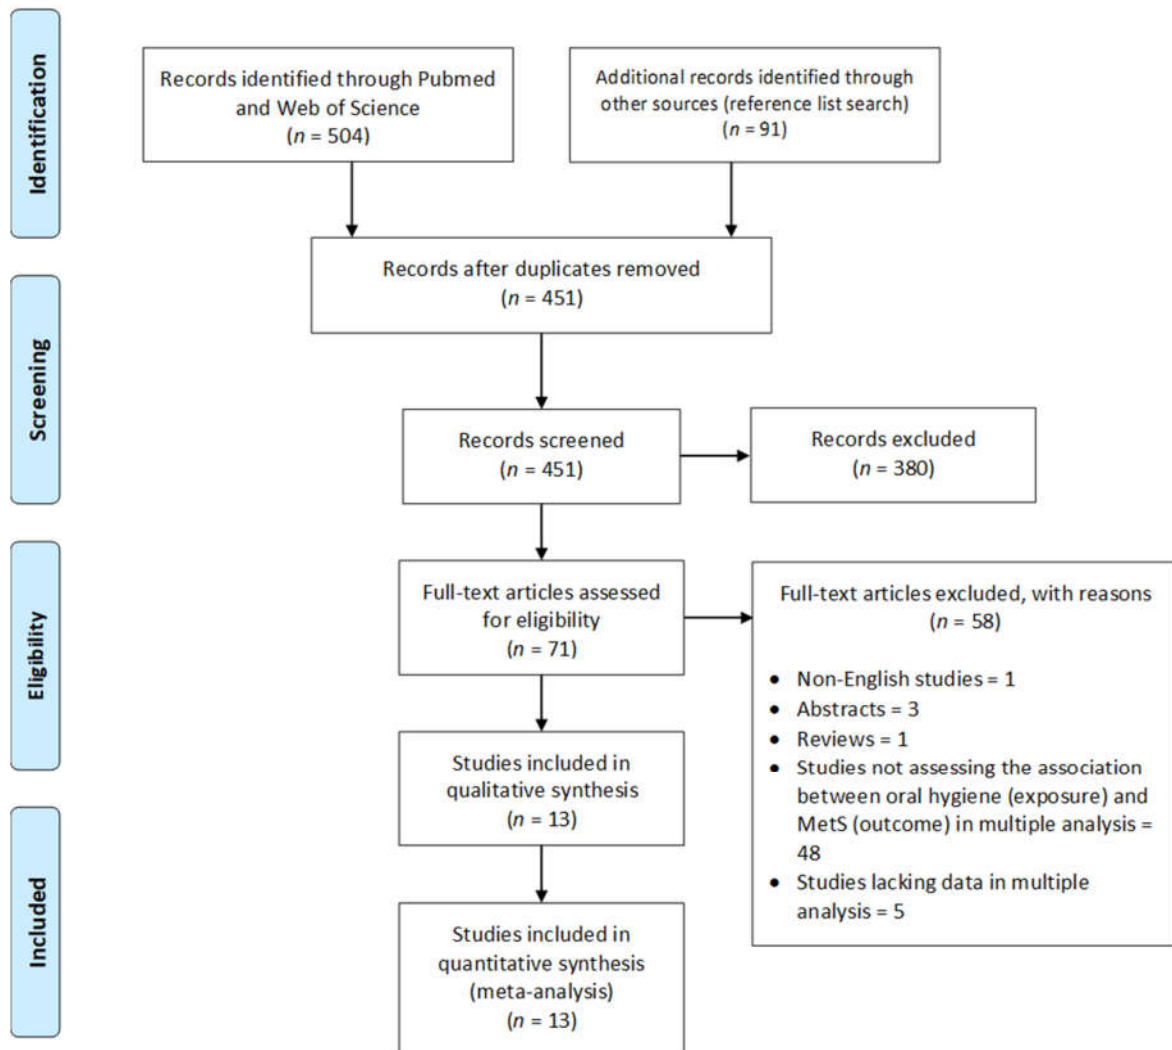 Identification
Records identified through Pubmed
and Web of Science
(n = 504)
Additional records identified through
other sources (reference list search)
(n = 91)
Records after duplicates removed
(n = 451)
Screening
Records screened
(n = 451)
Records excluded
(n = 380)
Eligibility
Full-text articles assessed
for eligibility
(n = 71)
Full-text articles excluded, with reasons
(n = 58)
• Non-English studies = 1
• Abstracts = 3
• Reviews = 1
• Studies not assessing the association
between oral hygiene (exposure) and
MetS (outcome) in multiple analysis =
48
• Studies lacking data in multiple
analysis = 5
Studies included in
qualitative synthesis
(n = 13)
Included
Studies included in
quantitative synthesis
(meta-analysis)
(n = 13)